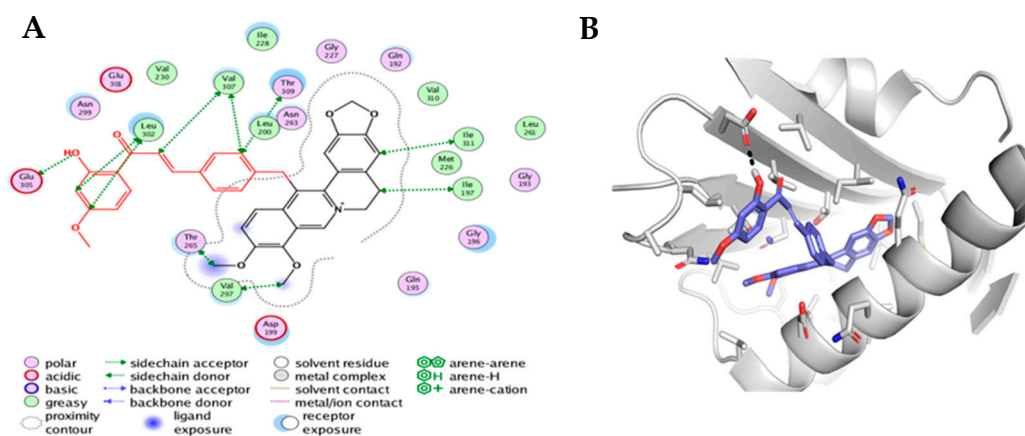 A
B
Ile
228
Gly
227
Gln
192
Glu
301
Val
230
Val
307
Thr
309
Asn
299
Leu
302
Leu
200
Asn
263
Val
310
Ile
311
Leu
261
O
O
O
HO
Met
226
Glu
305
Ile
197
Gly
193
O
N+
Thr
265
Gly
196
O
O
Val
297
Gln
195
Asp
199
polar
acidic
basic
greasy
proximity
contour
sidechain acceptor
sidechain donor
backbone acceptor
backbone donor
ligand
exposure
solvent residue
metal complex
solvent contact
metal/ion contact
receptor
exposure
arene-arene
H arene-H
+ arene-cation